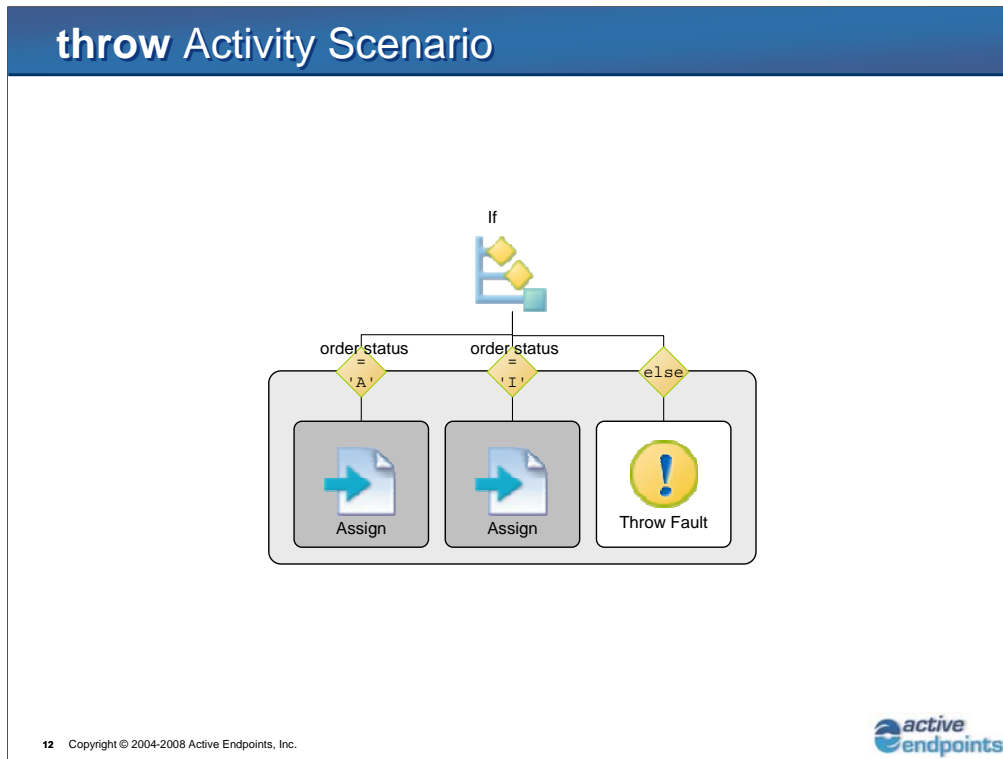 throw Activity Scenario
If
order status
=
'A'
order status
=
'I'
else
Assign
Assign
Throw Fault
12 Copyright © 2004-2008 Active Endpoints, Inc.
active
endpoints